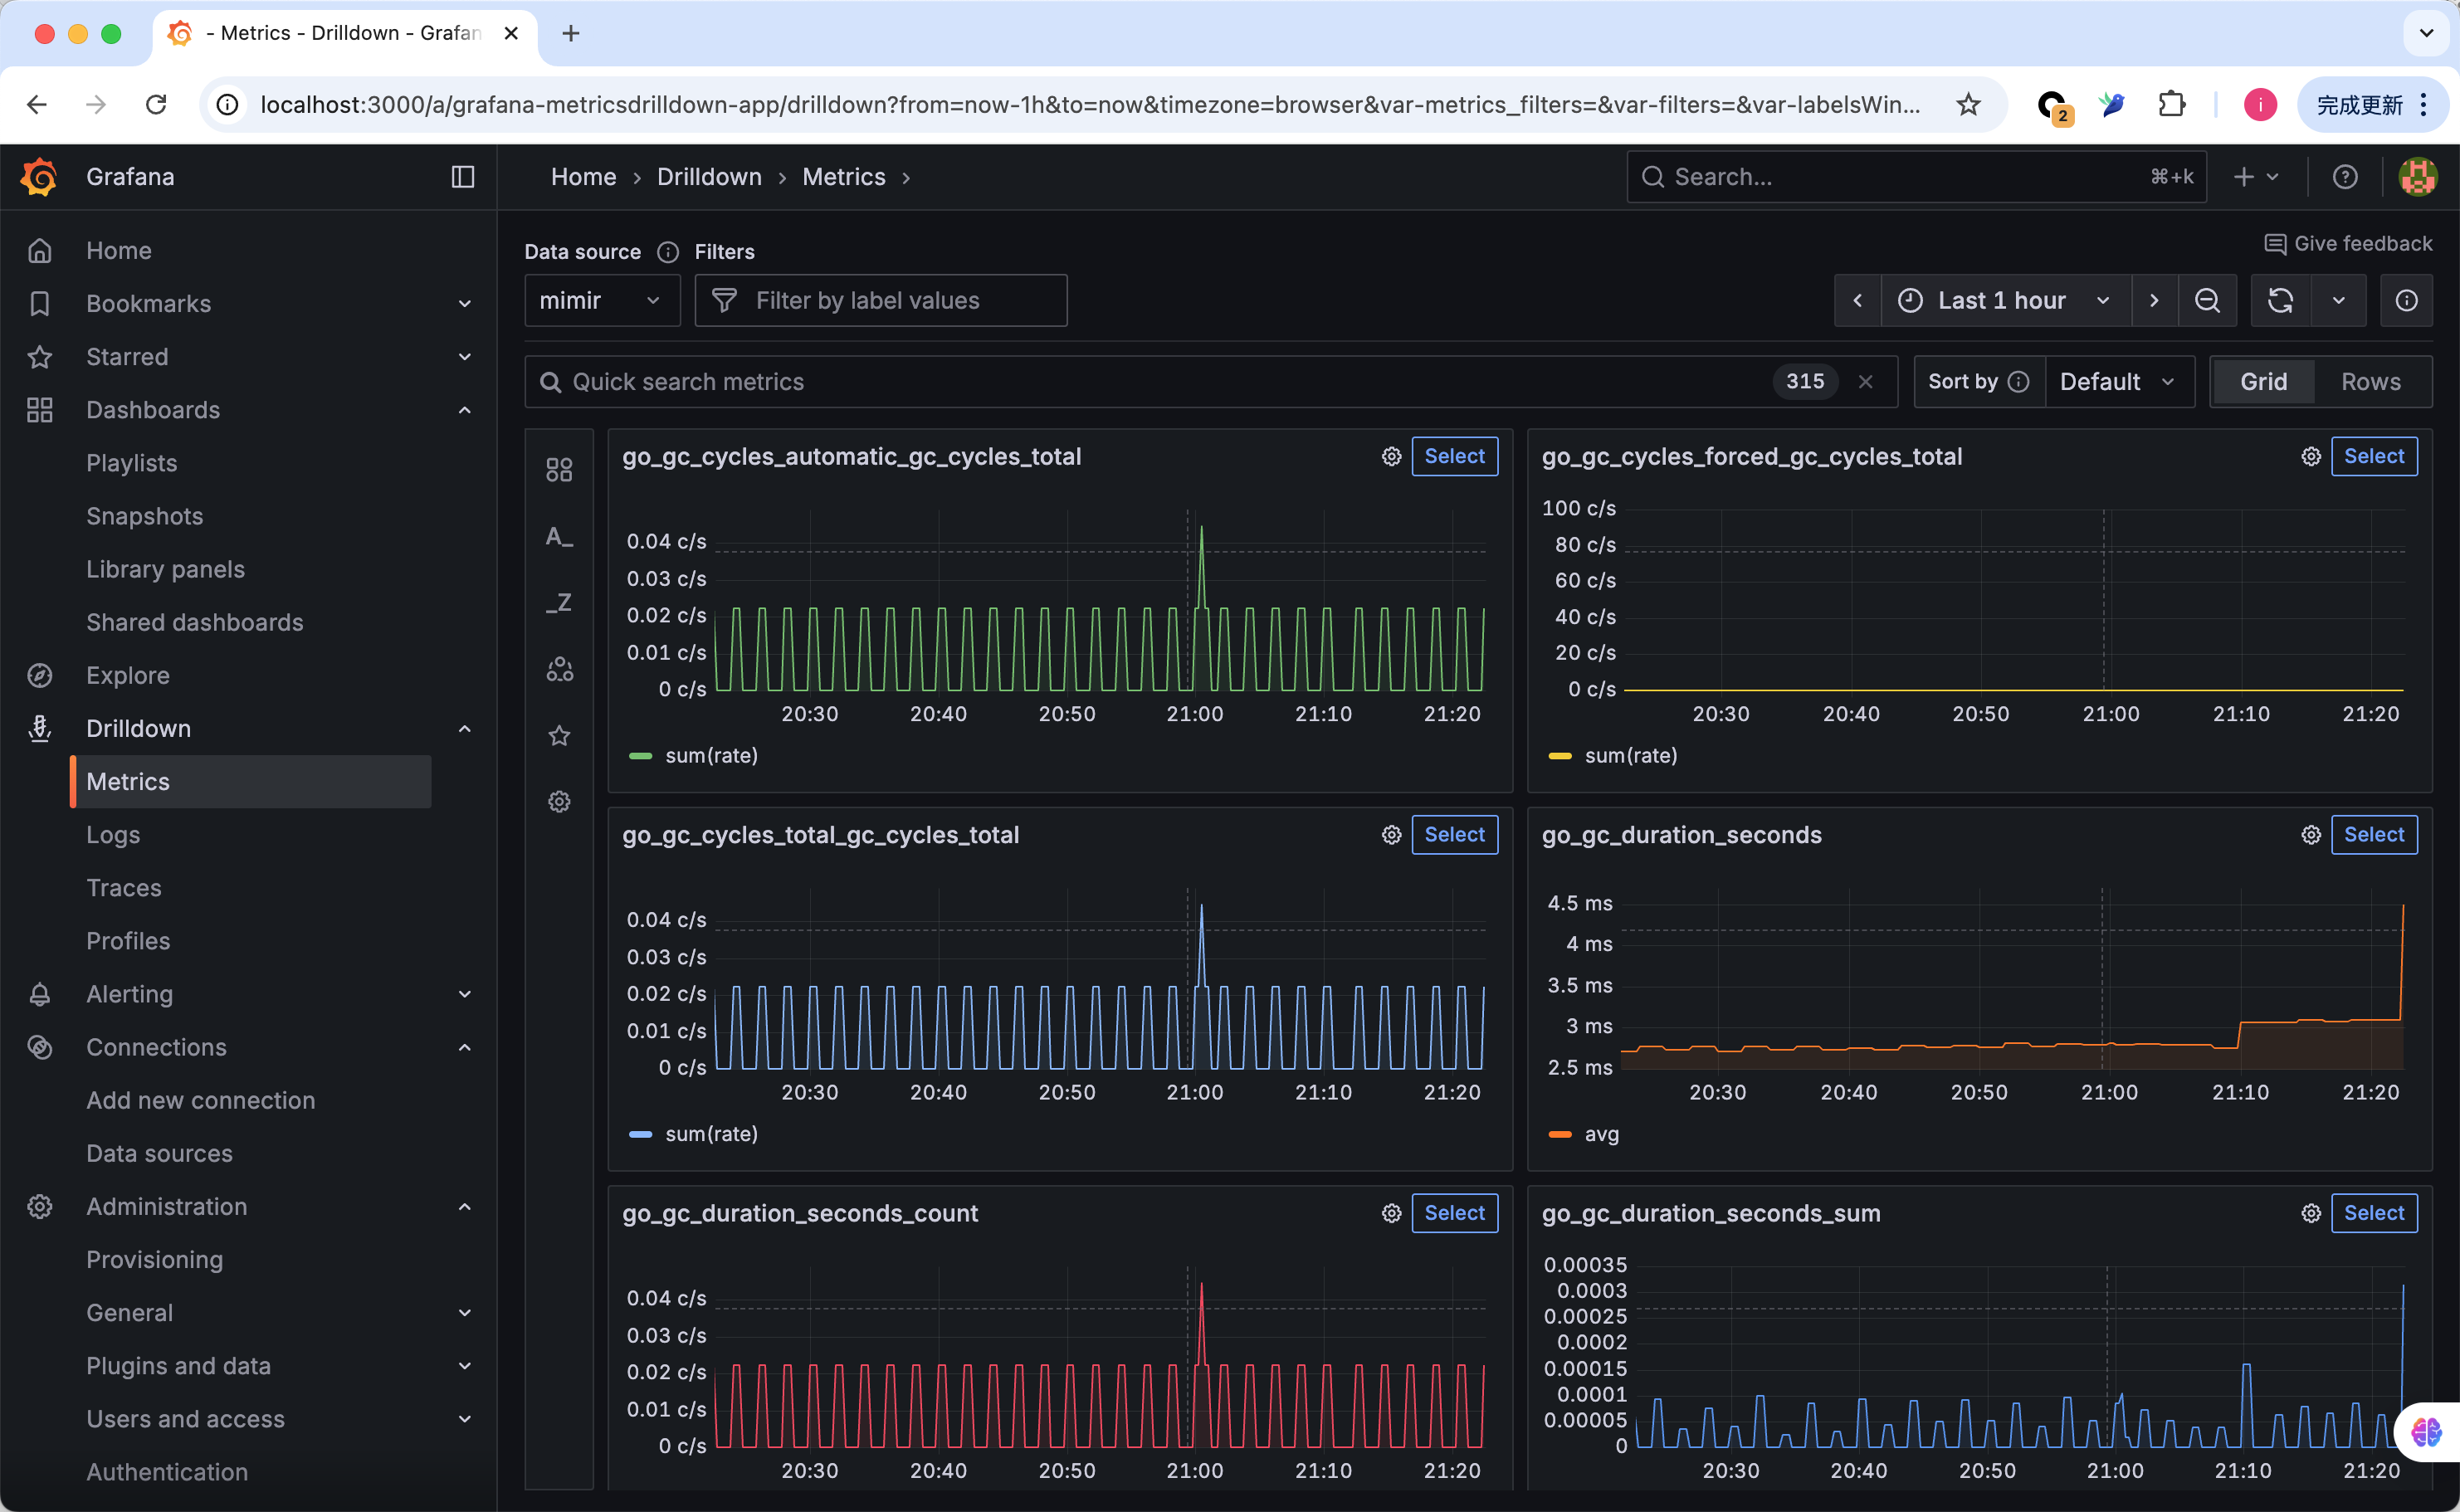 - Metrics - Drilldown - Grafan
localhost:3000/a/grafana-metricsdrilldown-app/drilldown?from=now-1h&to=now&timezone=browser&var-metrics_filters=&var-filters=&var-labelsWin...
2
i
完成更新
Grafana
Home
Bookmarks
Starred
Dashboards
Playlists
Snapshots
Library panels
Shared dashboards
Explore
Drilldown
Metrics
Logs
Traces
Profiles
Alerting
Connections
Add new connection
Data sources
Administration
Provisioning
General
Plugins and data
Users and access
Authentication
Home › Drilldown › Metrics ›
Search...
⌘+k
Give feedback
Data source
Filters
mimir
Filter by label values
Last 1 hour
Quick search metrics
315
Sort by
Default
Grid
Rows
A_
_Z
go_gc_cycles_automatic_gc_cycles_total
Select
0.04 c/s
0.03 c/s
0.02 c/s
0.01 c/s
0 c/s
20:30 20:40 20:50 21:00 21:10 21:20
sum(rate)
go_gc_cycles_forced_gc_cycles_total
Select
100 c/s
80 c/s
60 c/s
40 c/s
20 c/s
0 c/s
20:30 20:40 20:50 21:00 21:10 21:20
sum(rate)
go_gc_cycles_total_gc_cycles_total
Select
0.04 c/s
0.03 c/s
0.02 c/s
0.01 c/s
0 c/s
20:30 20:40 20:50 21:00 21:10 21:20
sum(rate)
go_gc_duration_seconds
Select
4.5 ms
4 ms
3.5 ms
3 ms
2.5 ms
20:30 20:40 20:50 21:00 21:10 21:20
avg
go_gc_duration_seconds_count
Select
0.04 c/s
0.03 c/s
0.02 c/s
0.01 c/s
0 c/s
20:30 20:40 20:50 21:00 21:10 21:20
go_gc_duration_seconds_sum
Select
0.00035
0.0003
0.00025
0.0002
0.00015
0.0001
0.00005
0
20:30 20:40 20:50 21:00 21:10 21:20